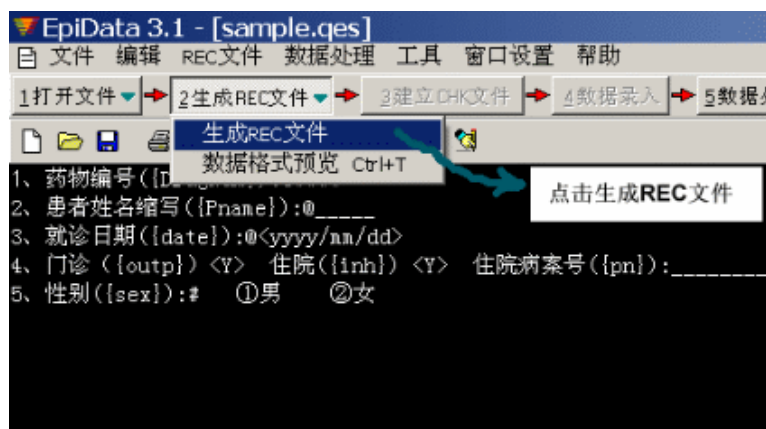 EpiData 3.1 - [sample.qes]
文件 编辑 REC文件 数据处理 工具 窗口设置 帮助
1打开文件 2生成REC文件 3建立CHK文件 4数据录入 5数据
生成REC文件
数据格式预览 Ctrl+T
点击生成REC文件
1、药物编号({D
2、患者姓名缩写({Pname}):@_____
3、就诊日期({date}):@<yyyy/mm/dd>
4、门诊 ({outp}) <Y> 住院({inh}) <Y> 住院病案号({pn}):________
5、性别({sex}):# ①男 ②女